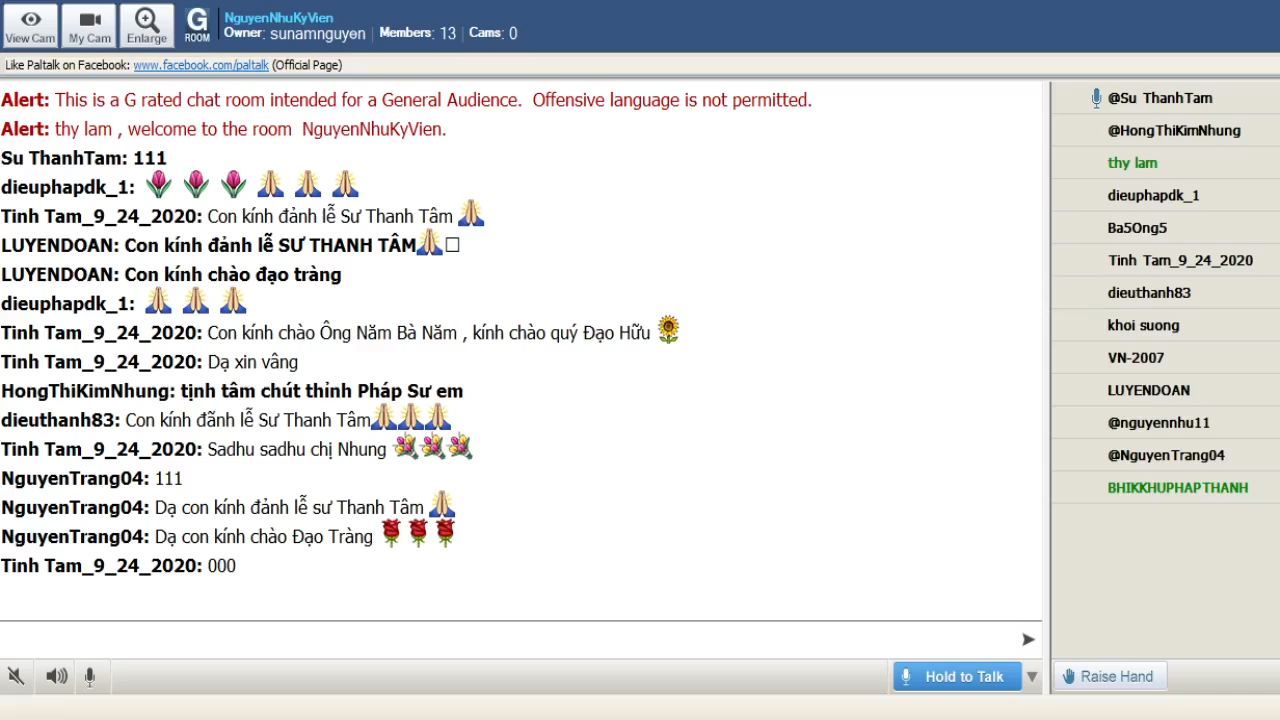 View Cam
My Cam
Enlarge
G
ROOM
NguyenNhuKyVien
Owner: sunamnguyen | Members: 13 | Cams: 0
Like Paltalk on Facebook: www.facebook.com/paltalk (Official Page)
Alert: This is a G rated chat room intended for a General Audience. Offensive language is not permitted.
Alert: thy lam , welcome to the room NguyenNhuKyVien.
Su ThanhTam: 111
dieuphapdk_1:
Tinh Tam_9_24_2020: Con kính đảnh lễ Sư Thanh Tâm
LUYENDOAN: Con kính đảnh lễ SƯ THANH TÂM
LUYENDOAN: Con kính chào đạo tràng
dieuphapdk_1:
Tinh Tam_9_24_2020: Con kính chào Ông Năm Bà Năm , kính chào quý Đạo Hữu
Tinh Tam_9_24_2020: Dạ xin vâng
HongThiKimNhung: tịnh tâm chút thỉnh Pháp Sư em
dieuthanh83: Con kính đãnh lễ Sư Thanh Tâm
Tinh Tam_9_24_2020: Sadhu sadhu chị Nhung
NguyenTrang04: 111
NguyenTrang04: Dạ con kính đảnh lễ sư Thanh Tâm
NguyenTrang04: Dạ con kính chào Đạo Tràng
Tinh Tam_9_24_2020: 000
@Su ThanhTam
@HongThiKimNhung
thy lam
dieuphapdk_1
Ba5Ong5
Tinh Tam_9_24_2020
dieuthanh83
khoi suong
VN-2007
LUYENDOAN
@nguyennhu11
@NguyenTrang04
BHIKKHUPHAPTHANH
Hold to Talk
Raise Hand